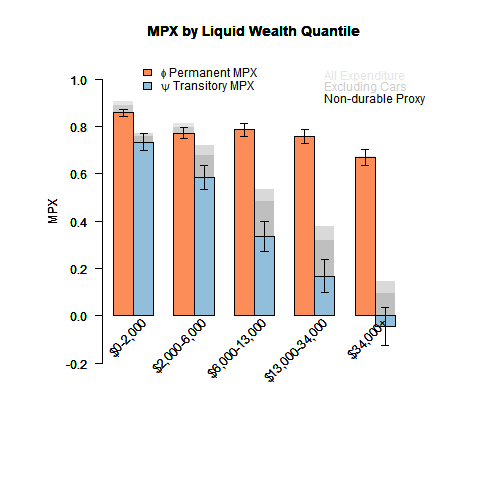 MPX by Liquid Wealth Quantile
ϕ Permanent MPX
ψ Transitory MPX
All Expenditure
Excluding Cars
Non-durable Proxy
MPX
1.0
0.8
0.6
0.4
0.2
0.0
-0.2
$0-2,000
$2,000-6,000
$6,000-13,000
$13,000-34,000
$34,000+